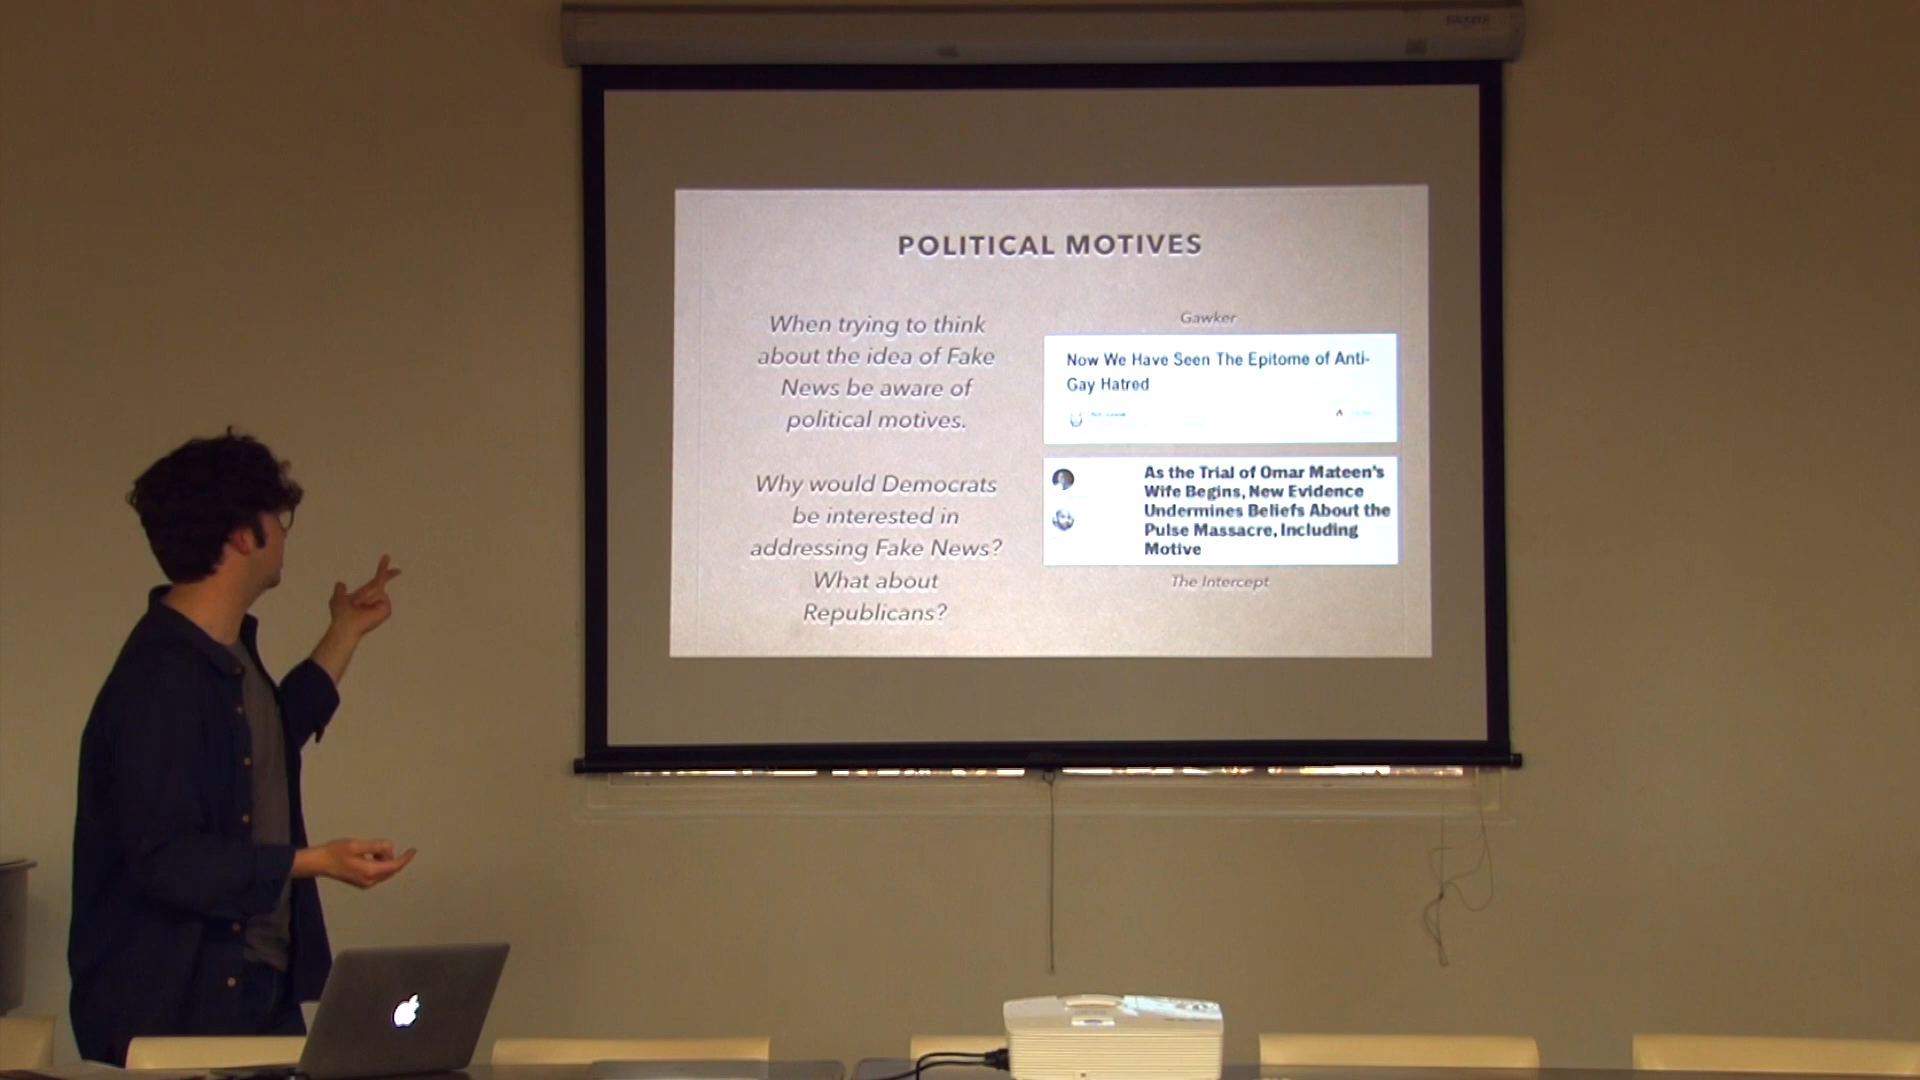 POLITICAL MOTIVES
When trying to think
about the idea of Fake
News be aware of
political motives.
Why would Democrats
be interested in
addressing Fake News?
What about
Republicans?
Gawker
Now We Have Seen The Epitome of Anti-
Gay Hatred
As the Trial of Omar Mateen's
Wife Begins, New Evidence
Undermines Beliefs About the
Pulse Massacre, Including
Motive
The Intercept